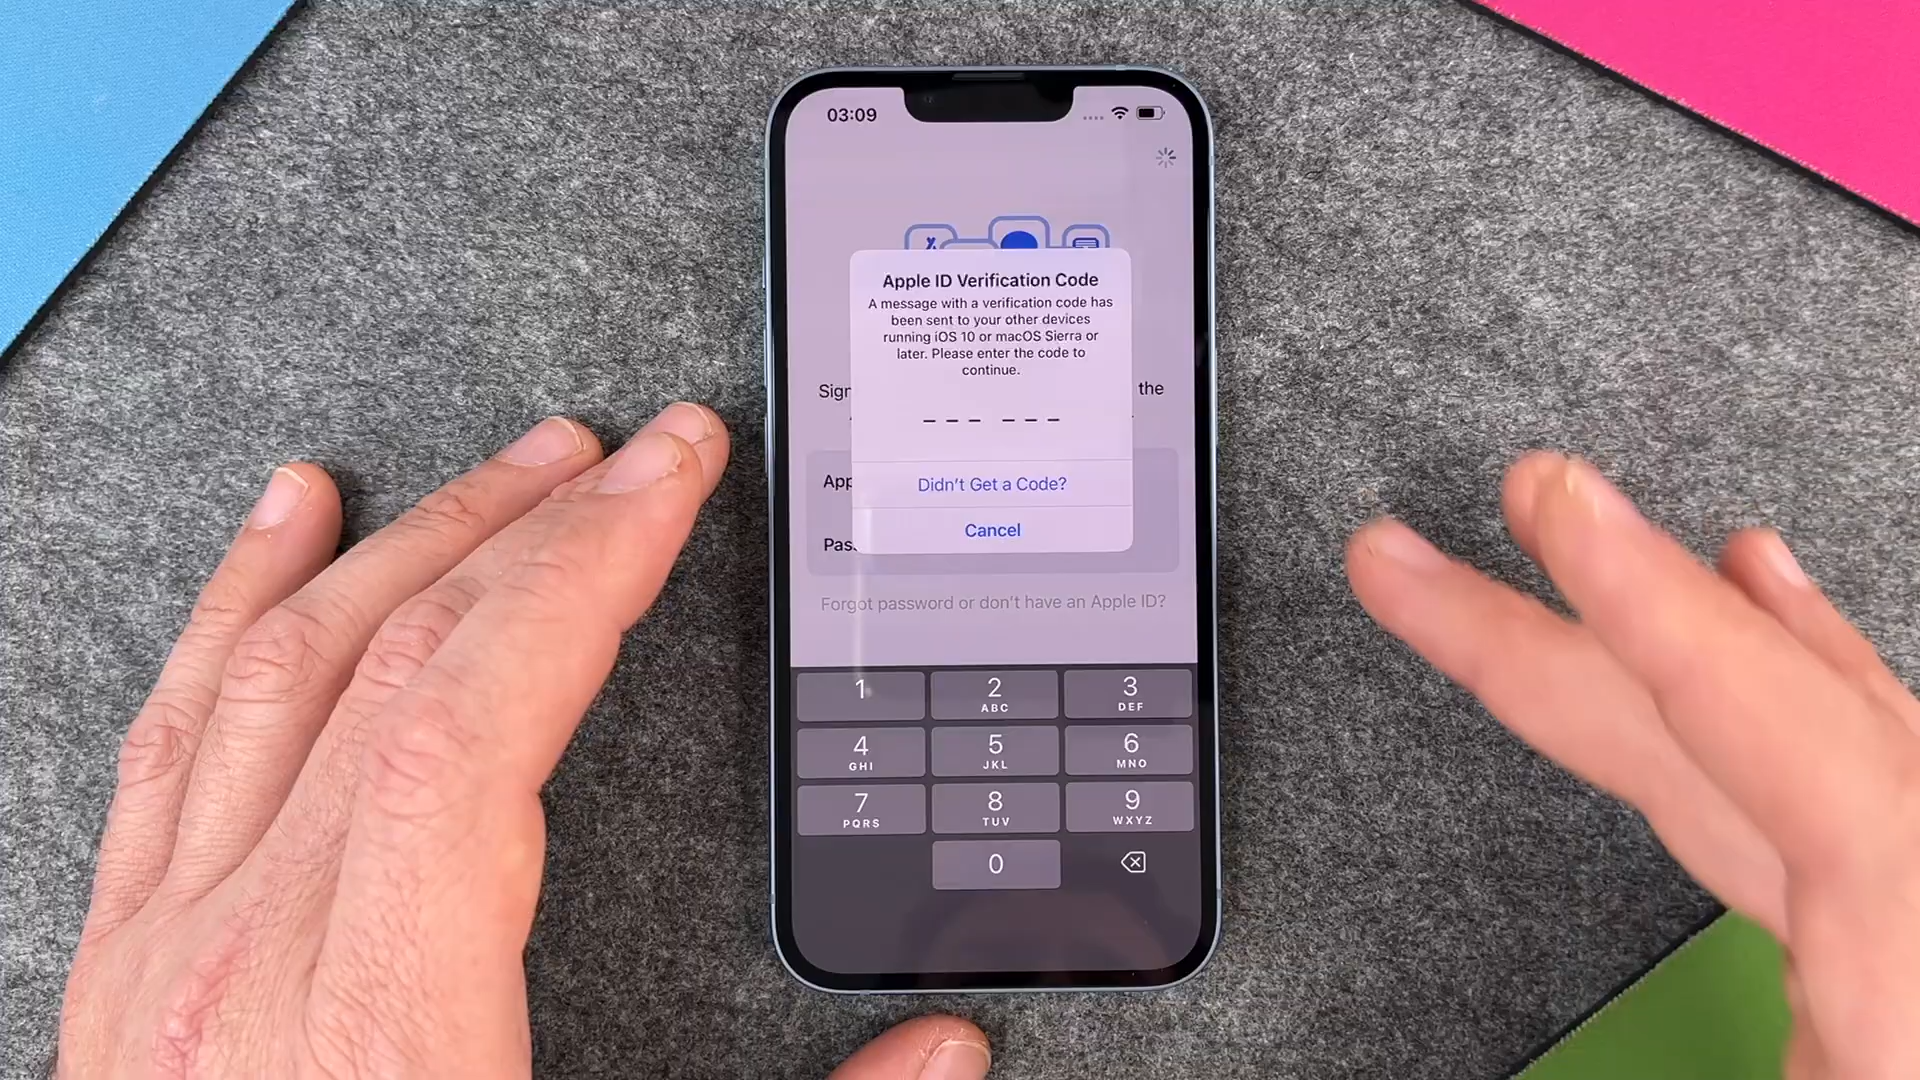 03:09
Apple ID Verification Code
A message with a verification code has
been sent to your other devices
running iOS 10 or macOS Sierra or
later. Please enter the code to
continue.
Sign the
Didn't Get a Code?
Cancel
Forgot password or don't have an Apple ID?
1
2
ABC
3
DEF
4
GHI
5
JKL
6
MNO
7
PQRS
8
TUV
9
WXYZ
0